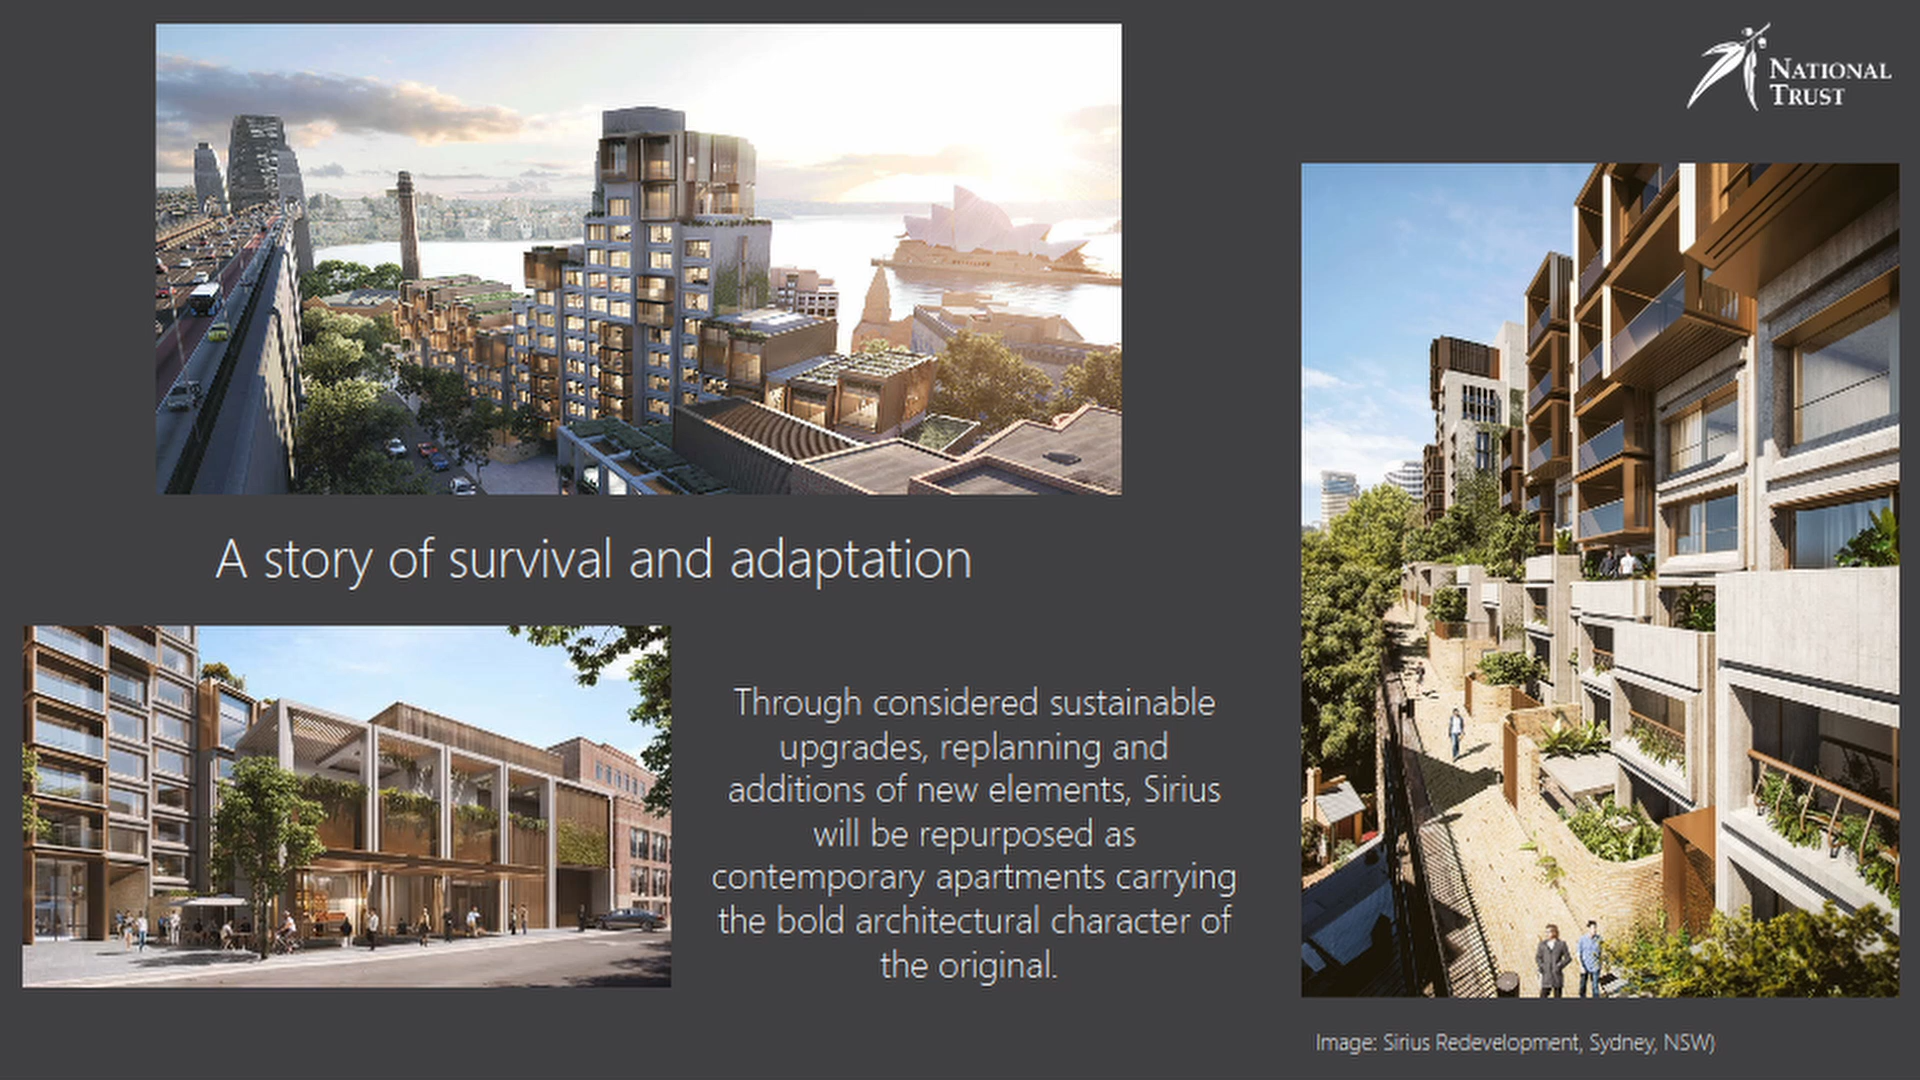 NATIONAL
TRUST
A story of survival and adaptation
Through considered sustainable
upgrades, replanning and
additions of new elements, Sirius
will be repurposed as
contemporary apartments carrying
the bold architectural character of
the original.
Image: Sirius Redevelopment, Sydney, NSW)